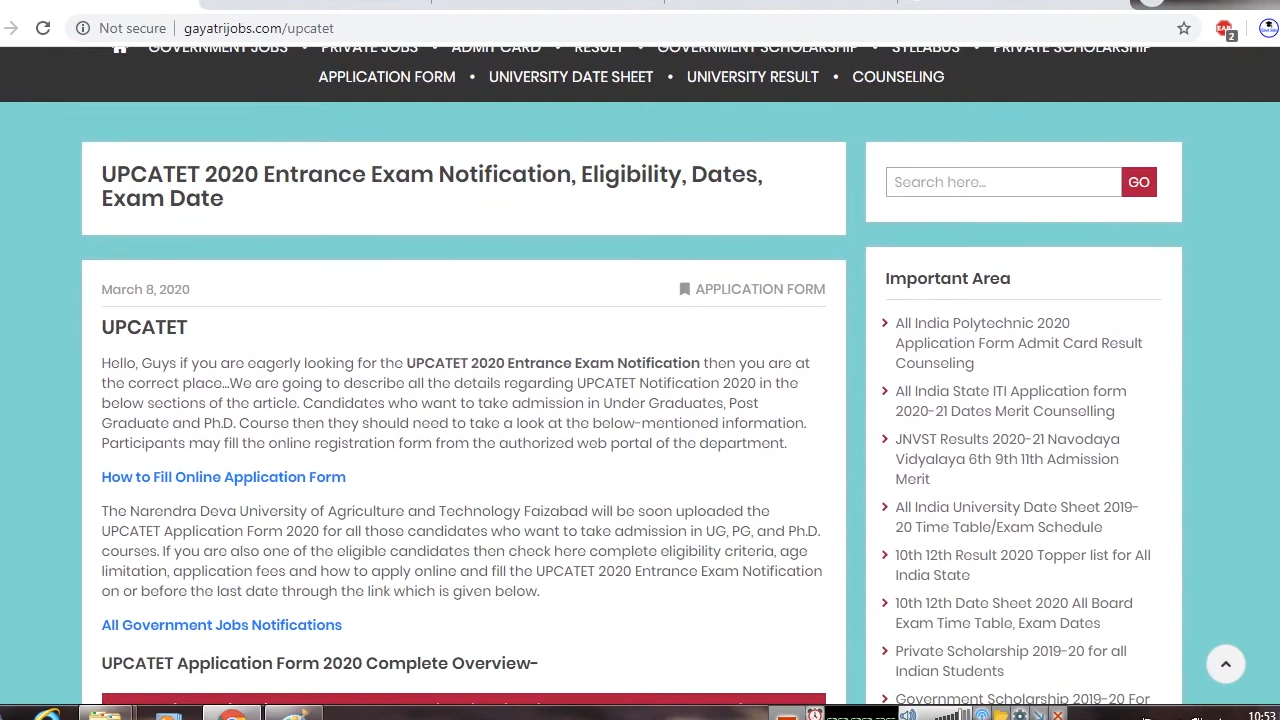 Not secure gayatrijobs.com/upcatet
2
GOVERNMENT JOBS • PRIVATE JOBS • ADMIT CARD • RESULT • GOVERNMENT SCHOLARSHIP • SYLLABUS • PRIVATE SCHOLARSHIP
APPLICATION FORM • UNIVERSITY DATE SHEET • UNIVERSITY RESULT • COUNSELING
UPCATET 2020 Entrance Exam Notification, Eligibility, Dates,
Exam Date
March 8, 2020 APPLICATION FORM
UPCATET
Hello, Guys if you are eagerly looking for the UPCATET 2020 Entrance Exam Notification then you are at
the correct place...We are going to describe all the details regarding UPCATET Notification 2020 in the
below sections of the article. Candidates who want to take admission in Under Graduates, Post
Graduate and Ph.D. Course then they should need to take a look at the below-mentioned information.
Participants may fill the online registration form from the authorized web portal of the department.
How to Fill Online Application Form
The Narendra Deva University of Agriculture and Technology Faizabad will be soon uploaded the
UPCATET Application Form 2020 for all those candidates who want to take admission in UG, PG, and Ph.D.
courses. If you are also one of the eligible candidates then check here complete eligibility criteria, age
limitation, application fees and how to apply online and fill the UPCATET 2020 Entrance Exam Notification
on or before the last date through the link which is given below.
All Government Jobs Notifications
UPCATET Application Form 2020 Complete Overview-
Search here... GO
Important Area
All India Polytechnic 2020
Application Form Admit Card Result
Counseling
All India State ITI Application form
2020-21 Dates Merit Counselling
JNVST Results 2020-21 Navodaya
Vidyalaya 6th 9th 11th Admission
Merit
All India University Date Sheet 2019-
20 Time Table/Exam Schedule
10th 12th Result 2020 Topper list for All
India State
10th 12th Date Sheet 2020 All Board
Exam Time Table, Exam Dates
Private Scholarship 2019-20 for all
Indian Students
Government Scholarship 2019-20 For
10:53